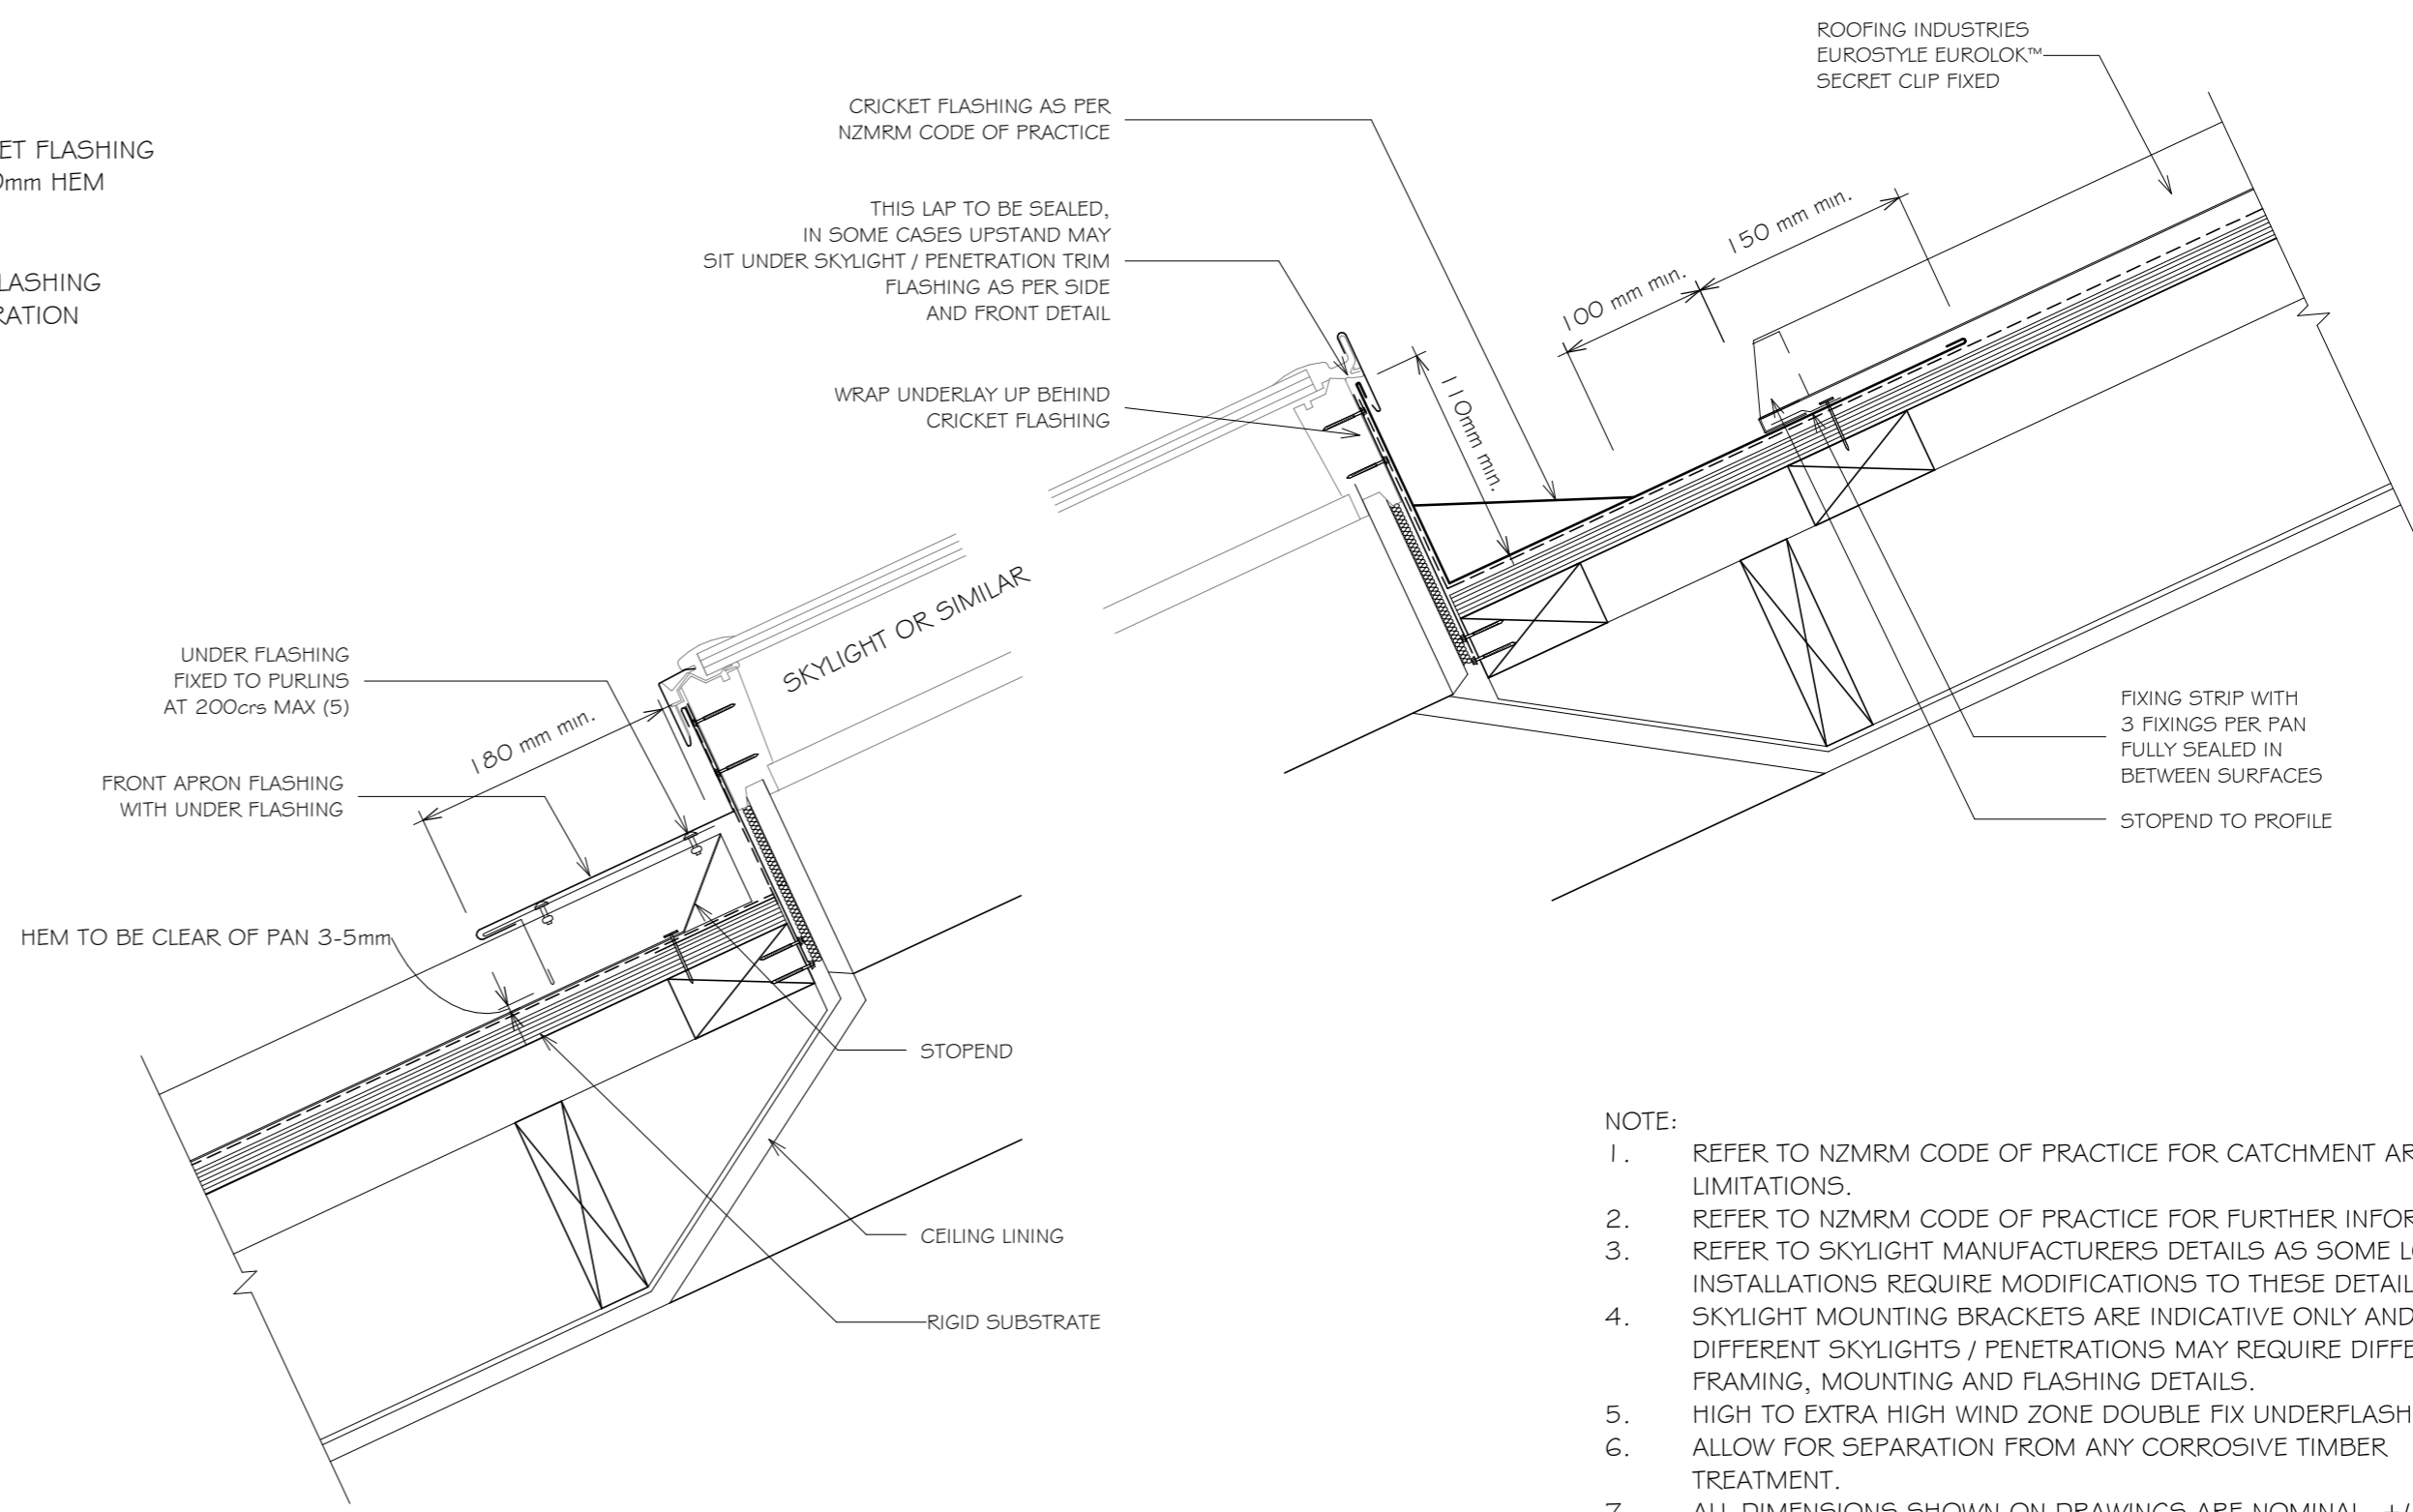 ROOFING INDUSTRIES
EUROSTYLE EUROLOK™
SECRET CLIP FIXED
CRICKET FLASHING AS PER
NZMRM CODE OF PRACTICE
ET FLASHING
0mm HEM
THIS LAP TO BE SEALED,
IN SOME CASES UPSTAND MAY
SIT UNDER SKYLIGHT / PENETRATION TRIM
FLASHING AS PER SIDE
AND FRONT DETAIL
150 mm min.
100 mm min.
LASHING
RATION
WRAP UNDERLAY UP BEHIND
CRICKET FLASHING
110mm min.
SKYLIGHT OR SIMILAR
UNDER FLASHING
FIXED TO PURLINS
AT 200crs MAX (5)
180 mm min.
FRONT APRON FLASHING
WITH UNDER FLASHING
FIXING STRIP WITH
3 FIXINGS PER PAN
FULLY SEALED IN
BETWEEN SURFACES
STOPEND TO PROFILE
HEM TO BE CLEAR OF PAN 3-5mm
STOPEND
CEILING LINING
RIGID SUBSTRATE
NOTE:
1. REFER TO NZMRM CODE OF PRACTICE FOR CATCHMENT AR
LIMITATIONS.
2. REFER TO NZMRM CODE OF PRACTICE FOR FURTHER INFOR
3. REFER TO SKYLIGHT MANUFACTURERS DETAILS AS SOME LO
INSTALLATIONS REQUIRE MODIFICATIONS TO THESE DETAIL
4. SKYLIGHT MOUNTING BRACKETS ARE INDICATIVE ONLY AND
DIFFERENT SKYLIGHTS / PENETRATIONS MAY REQUIRE DIFFE
FRAMING, MOUNTING AND FLASHING DETAILS.
5. HIGH TO EXTRA HIGH WIND ZONE DOUBLE FIX UNDERFLASH
6. ALLOW FOR SEPARATION FROM ANY CORROSIVE TIMBER
TREATMENT.
7. ALL DIMENSIONS SHOWN ON DRAWINGS ARE NOMINAL, +/